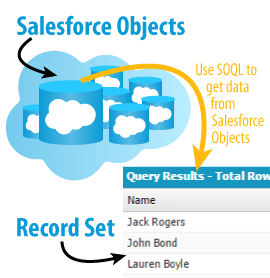 Salesforce Objects
Use SOQL to
get data
from
Salesforce
Objects
Query Results - Total Row
Name
Record Set
Jack Rogers
John Bond
Lauren Boyle